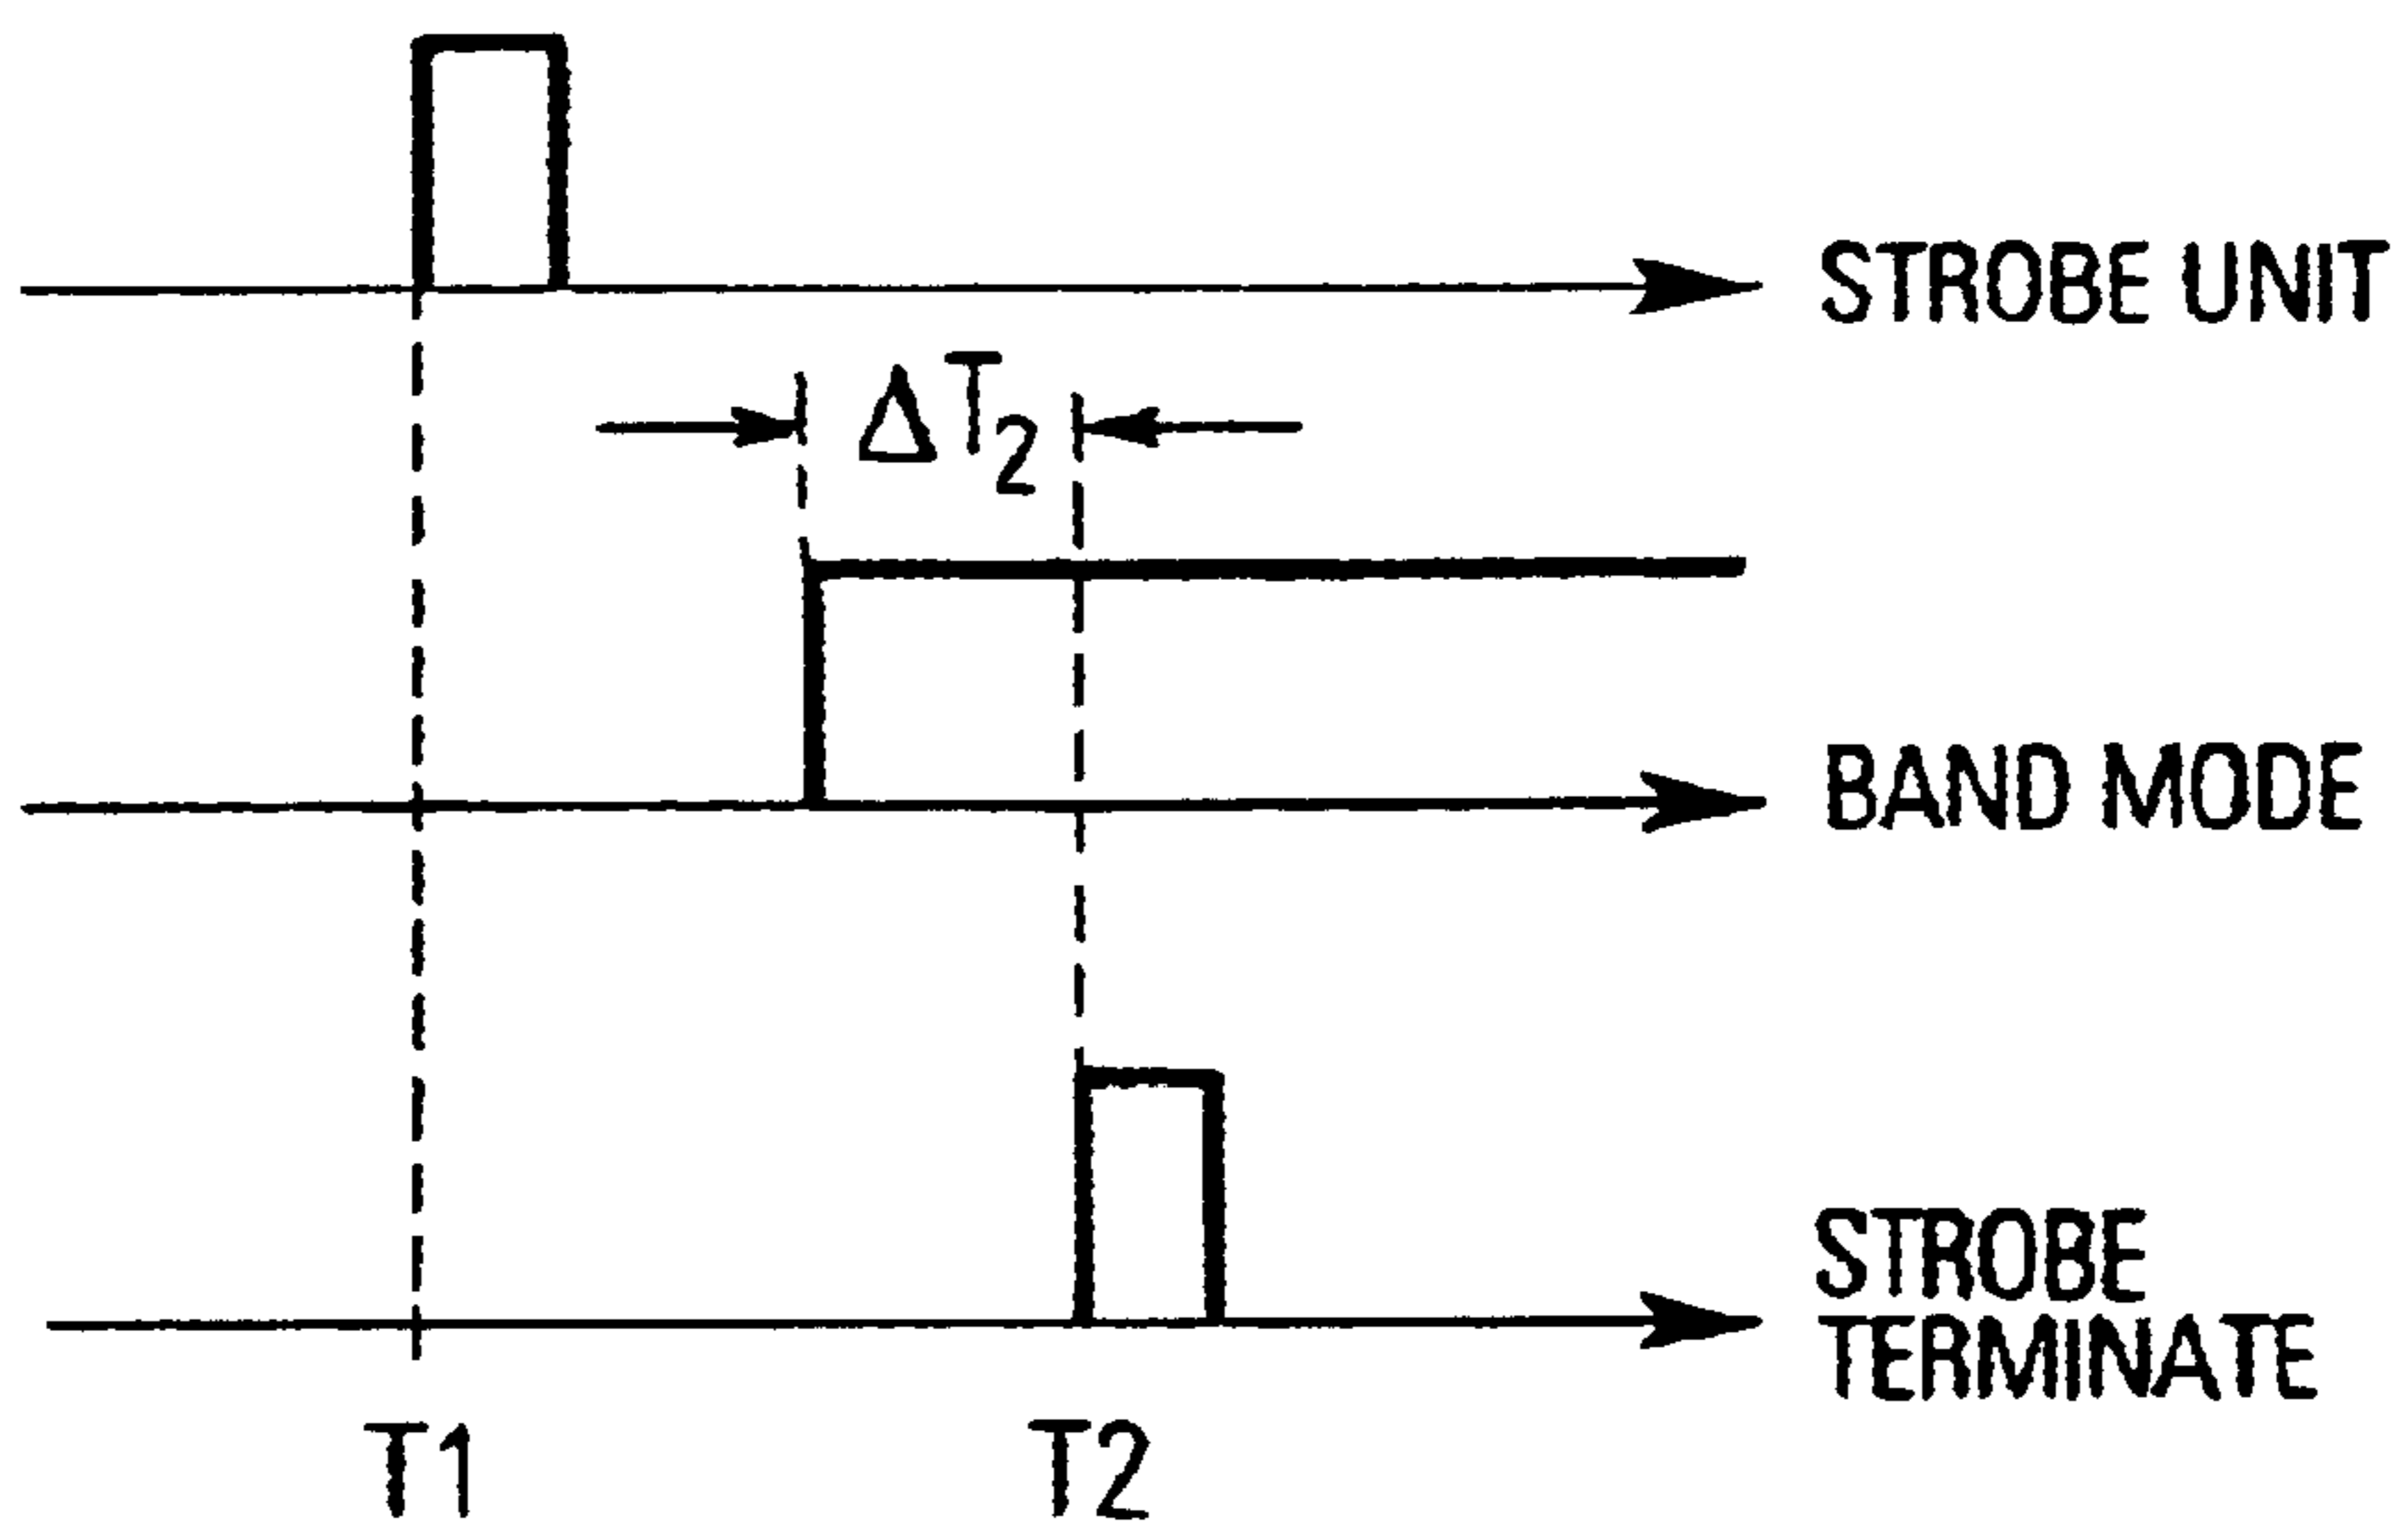 STROBE UNIT
ΔT2
BAND MODE
STROBE
TERMINATE
T1
T2